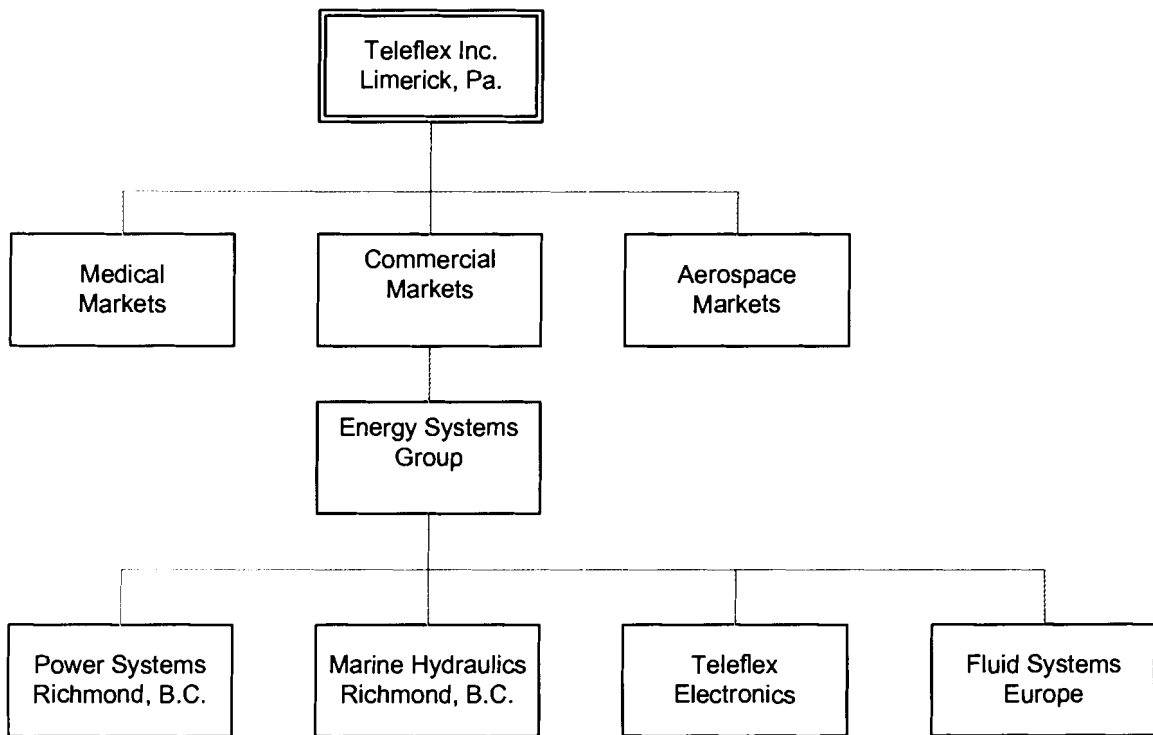 Teleflex Inc.
Limerick, Pa.
Medical
Markets
Commercial
Markets
Aerospace
Markets
Energy Systems
Group
Power Systems
Richmond, B.C.
Marine Hydraulics
Richmond, B.C.
Teleflex
Electronics
Fluid Systems
Europe